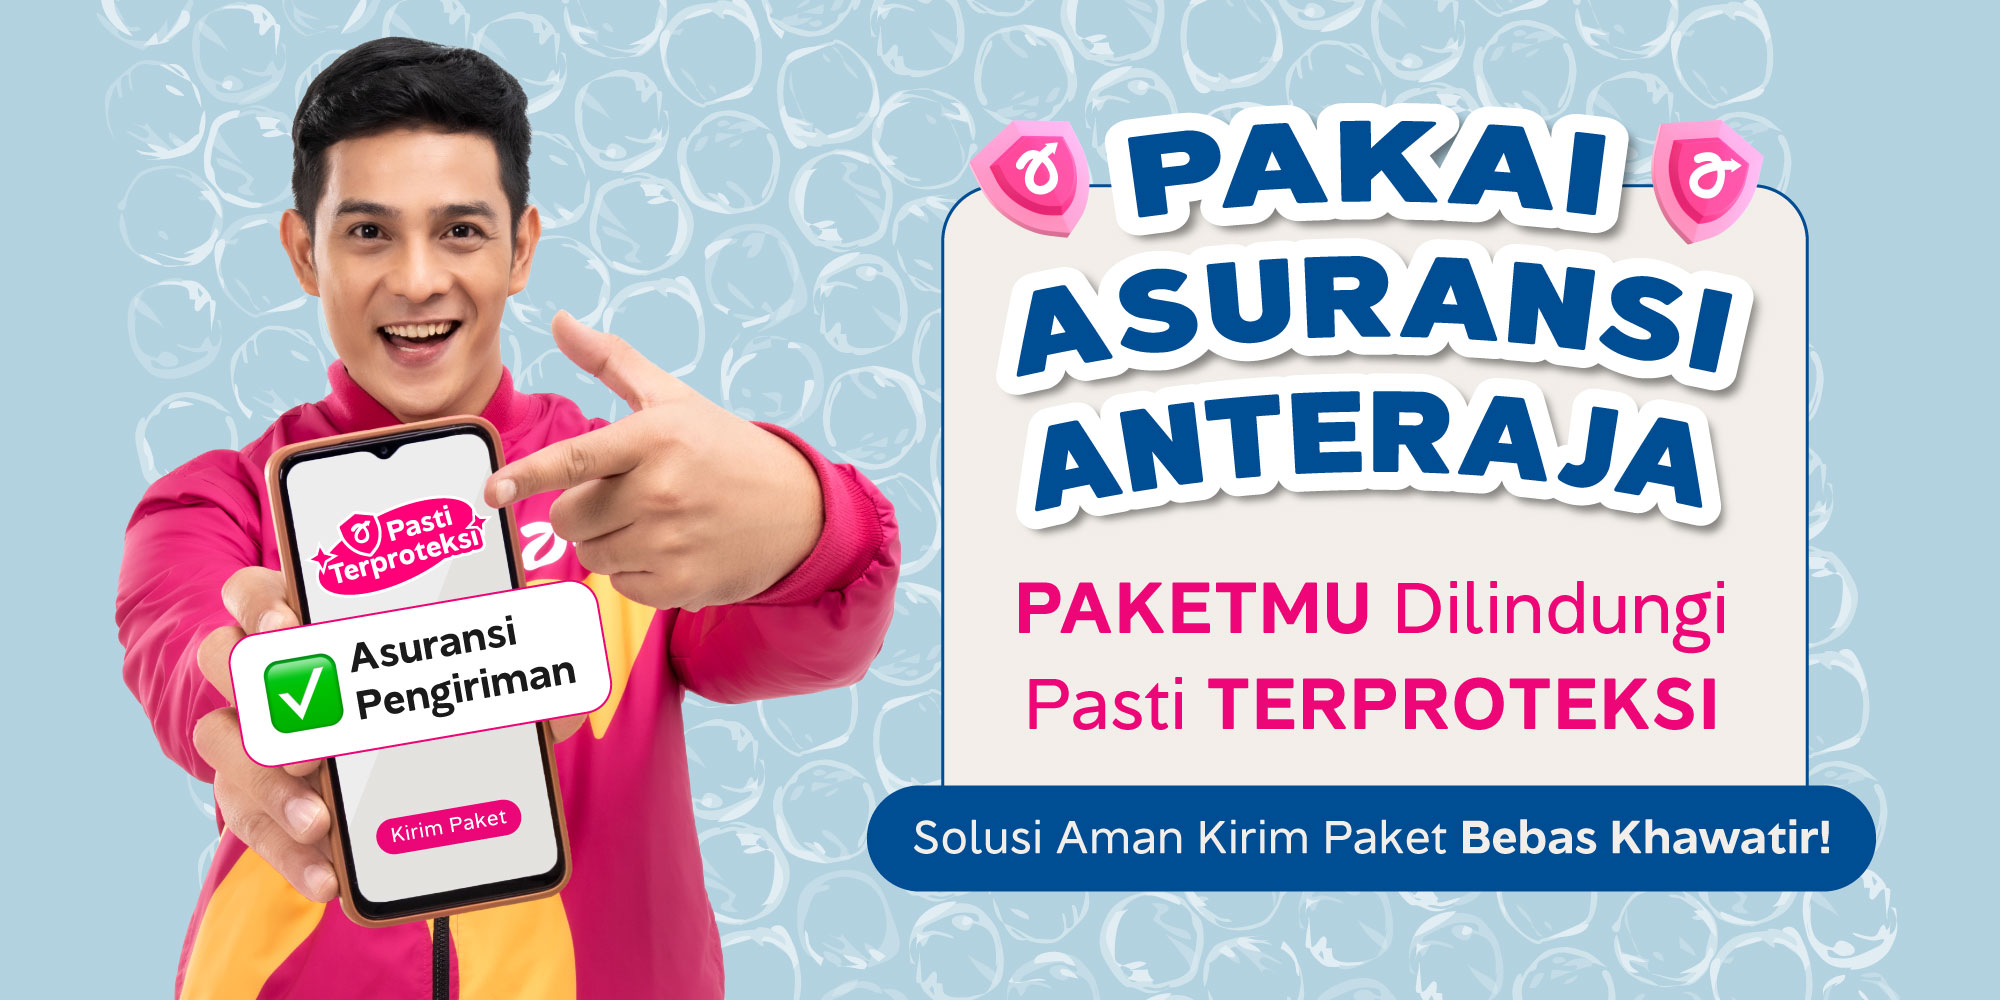 Pasti
Terproteksi
Asuransi
Pengiriman
Kirim Paket
PAKAI
ASURANSI
ANTERAJA
PAKETMU Dilindungi
Pasti TERPROTEKSI
Solusi Aman Kirim Paket Bebas Khawatir!